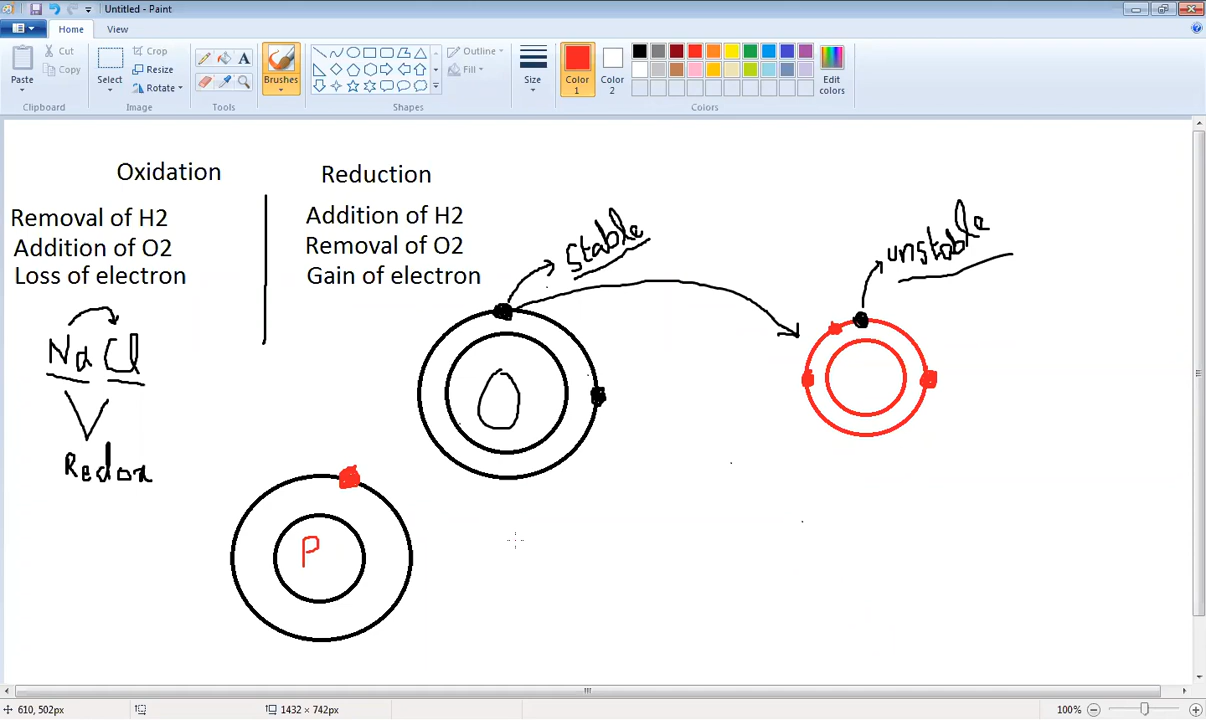 Untitled - Paint
Home View
Cut
Copy
Paste
Clipboard
Crop
Resize
Rotate
Select
Image
Tools
Brushes
Outline
Fill
Shapes
Size
Color 1
Color 2
Edit colors
Colors
Oxidation
Removal of H2
Addition of O2
Loss of electron
Reduction
Addition of H2
Removal of O2
Gain of electron
Stable
unstable
NaCl
Redox
P
610, 502px
1432 × 742px
100%